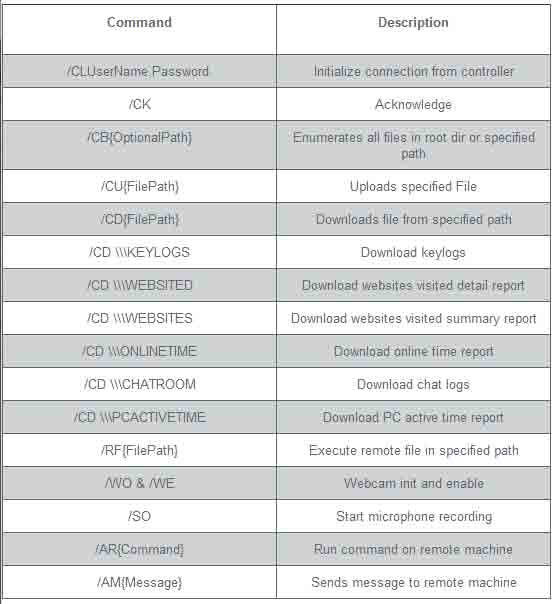 Command Description
/CLUserName.Password Initialize connection from controller
/CK Acknowledge
/CB{OptionalPath} Enumerates all files in root dir or specified
path
/CU{FilePath} Uploads specified File
/CD{FilePath} Downloads file from specified path
/CD \\\KEYLOGS Download keylogs
/CD \\\WEBSITED Download websites visited detail report
/CD \\\WEBSITES Download websites visited summary report
/CD \\\ONLINETIME Download online time report
/CD \\\CHATROOM Download chat logs
/CD \\\PCACTIVETIME Download PC active time report
/RF{FilePath} Execute remote file in specified path
/WO & /WE Webcam init and enable
/SO Start microphone recording
/AR{Command} Run command on remote machine
/AM{Message} Sends message to remote machine